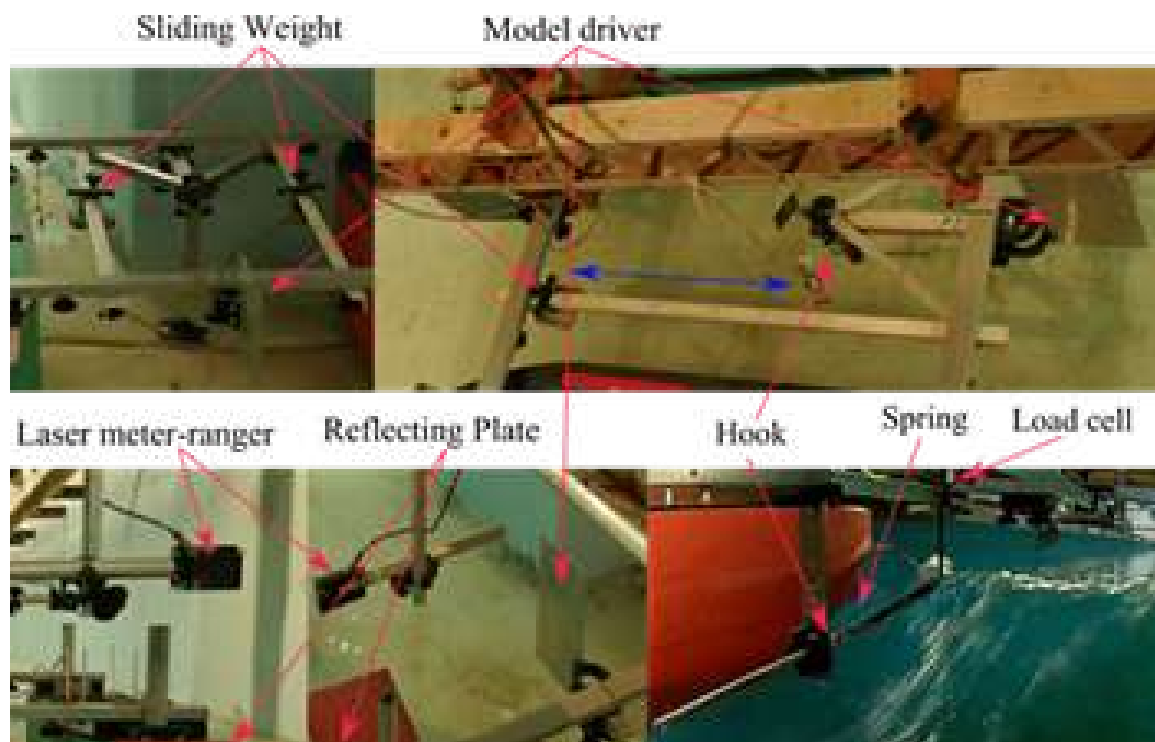 Sliding Weight
Model driver
Laser meter-ranger
Reflecting Plate
Hook
Spring
Load cell